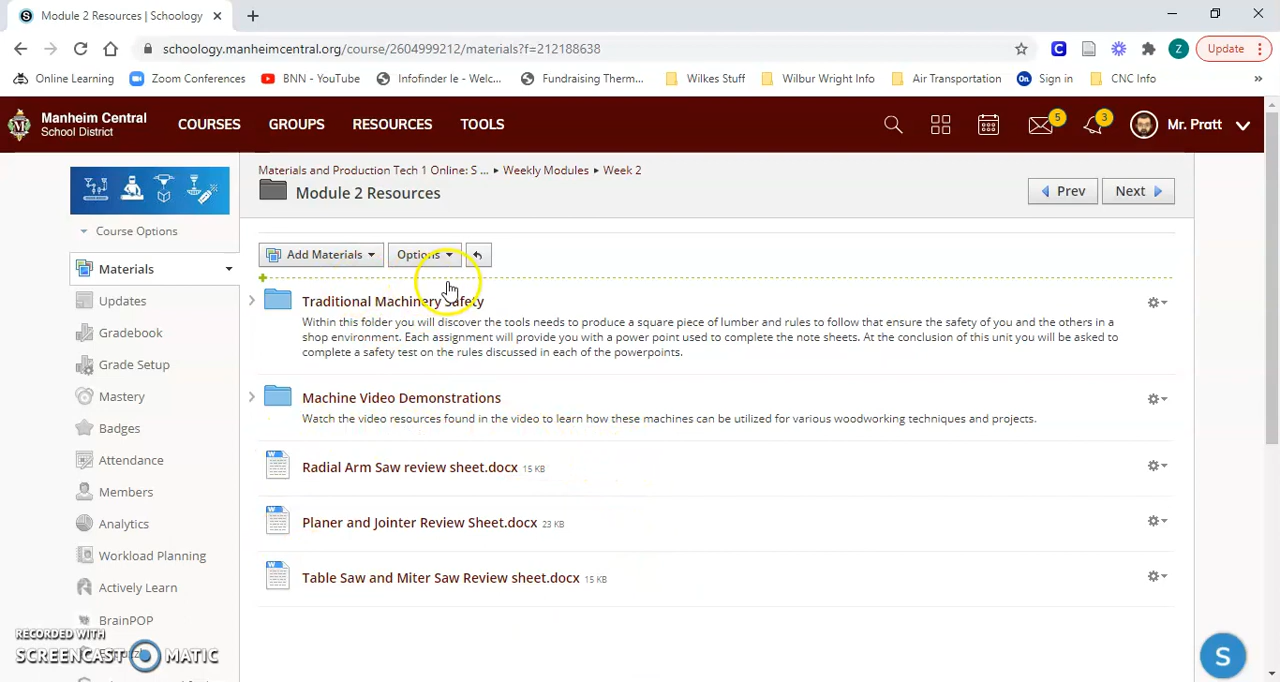 Module 2 Resources | Schoology
schoology.manheimcentral.org/course/2604999212/materials?f=212188638
Z
Update
Online Learning
Zoom Conferences
BNN - YouTube
Infofinder le - Welc...
Fundraising Therm...
Wilkes Stuff
Wilbur Wright Info
Air Transportation
On
Sign in
CNC Info
»
Manheim Central
School District
COURSES
GROUPS
RESOURCES
TOOLS
5
3
Mr. Pratt
Materials and Production Tech 1 Online: S ... ▸ Weekly Modules ▸ Week 2
Module 2 Resources
Prev
Next
Course Options
Add Materials
Options
Materials
Updates
Gradebook
Grade Setup
Mastery
Badges
Attendance
Members
Analytics
Workload Planning
Actively Learn
BrainPOP
Traditional Machinery Safety
Within this folder you will discover the tools needs to produce a square piece of lumber and rules to follow that ensure the safety of you and the others in a
shop environment. Each assignment will provide you with a power point used to complete the note sheets. At the conclusion of this unit you will be asked to
complete a safety test on the rules discussed in each of the powerpoints.
Machine Video Demonstrations
Watch the video resources found in the video to learn how these machines can be utilized for various woodworking techniques and projects.
Radial Arm Saw review sheet.docx 15 KB
Planer and Jointer Review Sheet.docx 23 KB
Table Saw and Miter Saw Review sheet.docx 15 KB
RECORDED WITH
SCREENCAST MATIC
S